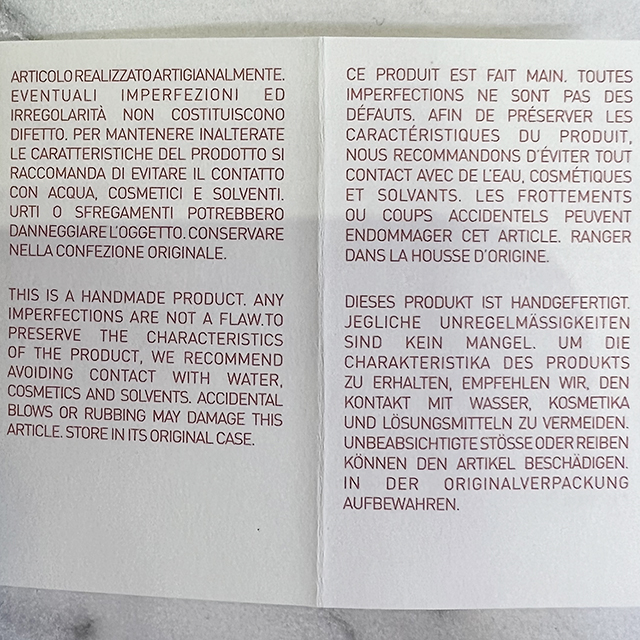 ARTICOLO REALIZZATO ARTIGIANALMENTE.
EVENTUALI IMPERFEZIONI ED
IRREGOLARITÀ NON COSTITUISCONO
DIFETTO. PER MANTENERE INALTERATE
LE CARATTERISTICHE DEL PRODOTTO SI
RACCOMANDA DI EVITARE IL CONTATTO
CON ACQUA, COSMETICI E SOLVENTI.
URTI O SFREGAMENTI POTREBBERO
DANNEGGIARE L'OGGETTO. CONSERVARE
NELLA CONFEZIONE ORIGINALE.
THIS IS A HANDMADE PRODUCT. ANY
IMPERFECTIONS ARE NOT A FLAW.TO
PRESERVE THE CHARACTERISTICS
OF THE PRODUCT, WE RECOMMEND
AVOIDING CONTACT WITH WATER,
COSMETICS AND SOLVENTS. ACCIDENTAL
BLOWS OR RUBBING MAY DAMAGE THIS
ARTICLE. STORE IN ITS ORIGINAL CASE.
CE PRODUIT EST FAIT MAIN. TOUTES
IMPERFECTIONS NE SONT PAS DES
DÉFAUTS. AFIN DE PRÉSERVER LES
CARACTÉRISTIQUES DU PRODUIT,
NOUS RECOMMANDONS D'ÉVITER TOUT
CONTACT AVEC DE L'EAU, COSMÉTIQUES
ET SOLVANTS. LES FROTTEMENTS
OU COUPS ACCIDENTELS PEUVENT
ENDOMMAGER CET ARTICLE. RANGER
DANS LA HOUSSE D'ORIGINE.
DIESES PRODUKT IST HANDGEFERTIGT.
JEGLICHE UNREGELMÄSSIGKEITEN
SIND KEIN MANGEL. UM DIE
CHARAKTERISTIKA DES PRODUKTS
ZU ERHALTEN, EMPFEHLEN WIR, DEN
KONTAKT MIT WASSER, KOSMETIKA
UND LÖSUNGSMITTELN ZU VERMEIDEN.
UNBEABSICHTIGTE STÖSSE ODER REIBEN
KÖNNEN DEN ARTIKEL BESCHÄDIGEN.
IN DER ORIGINALVERPACKUNG
AUFBEWAHREN.